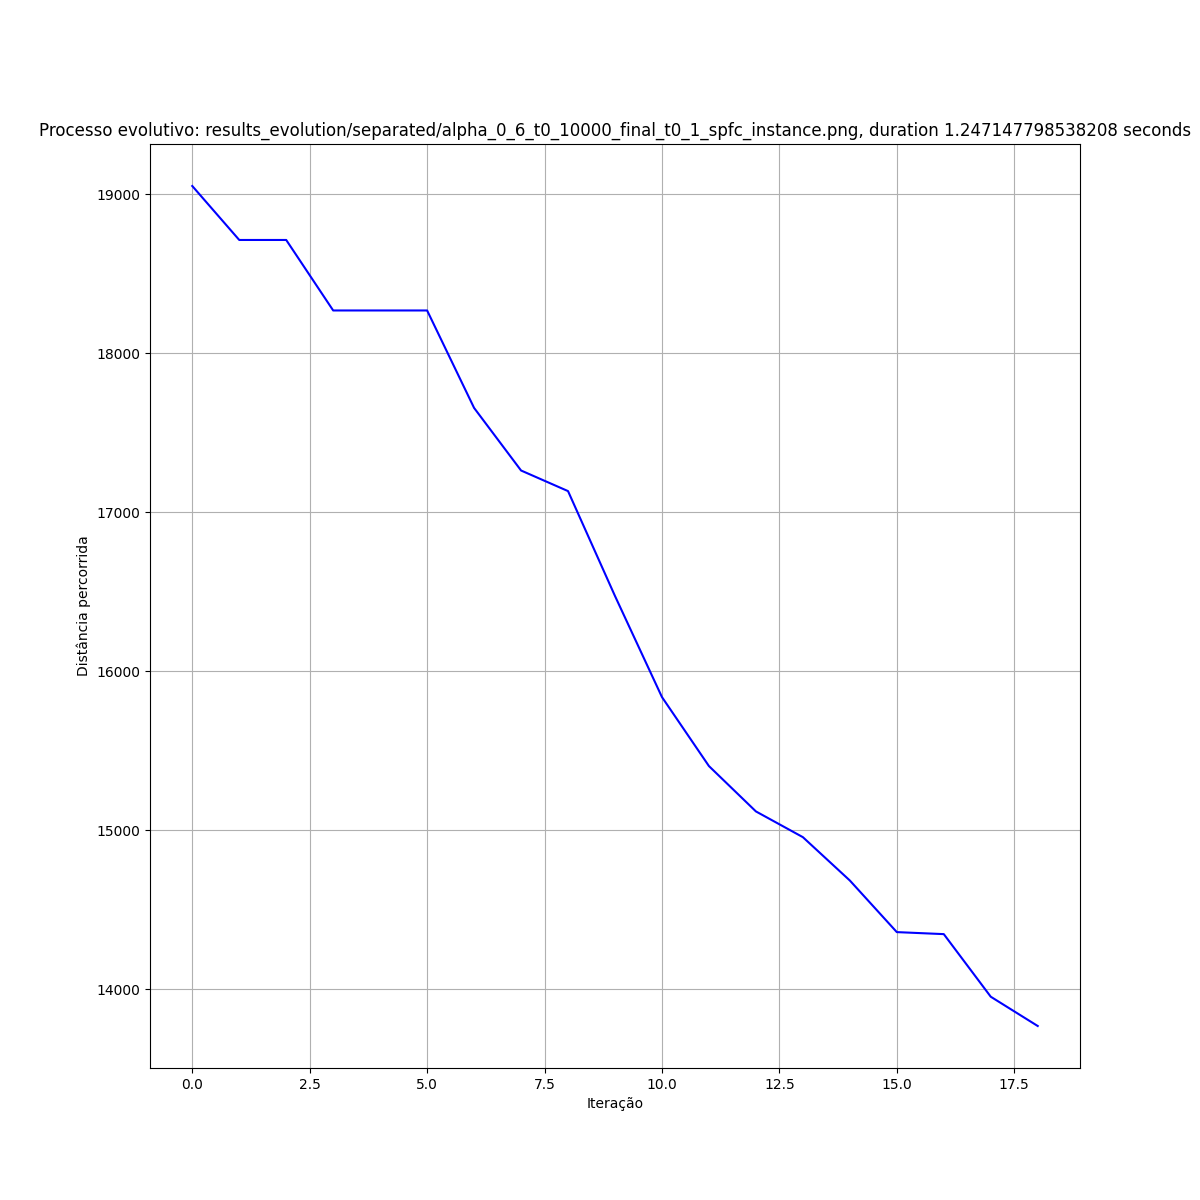 Processo evolutivo: results_evolution/separated/alpha_0_6_t0_10000_final_t0_1_spfc_instance.png, duration 1.247147798538208 seconds
19000
18000
17000
16000
15000
14000
Distância percorrida
0.0 2.5 5.0 7.5 10.0 12.5 15.0 17.5
Iteração